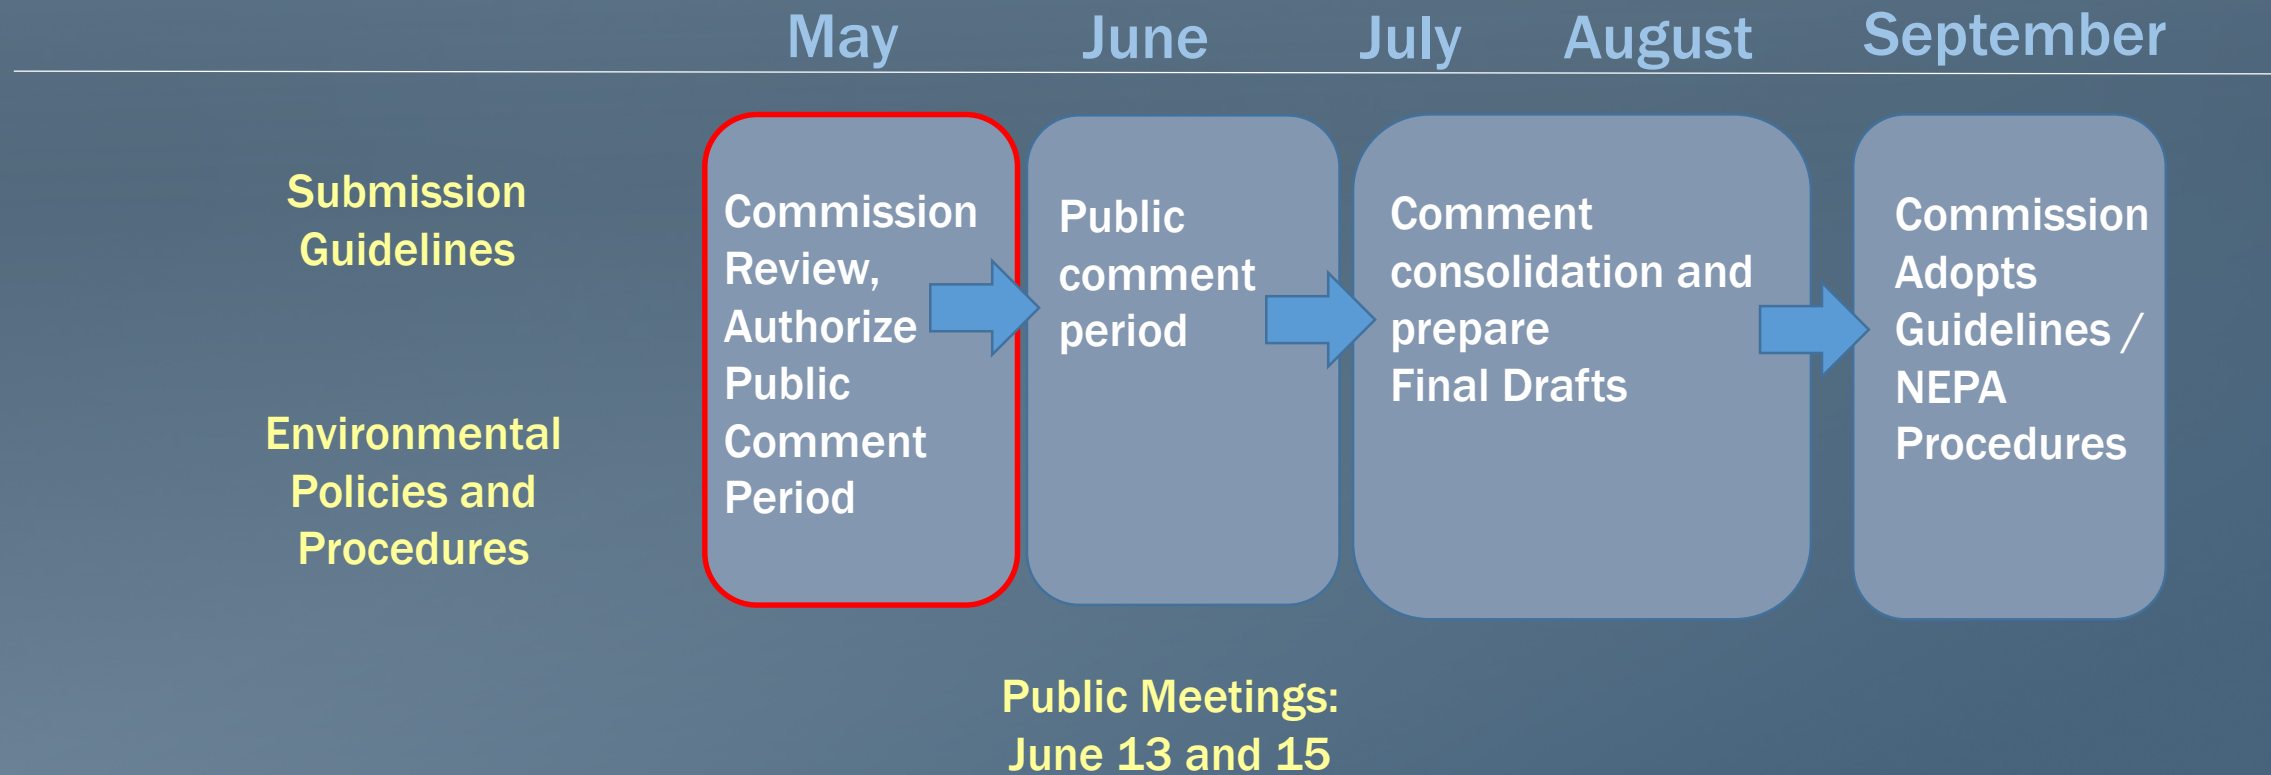 May June July August September
Submission
Guidelines
Environmental
Policies and
Procedures
Commission
Review,
Authorize
Public
Comment
Period
Public
comment
period
Comment
consolidation and
prepare
Final Drafts
Commission
Adopts
Guidelines /
NEPA
Procedures
Public Meetings:
June 13 and 15